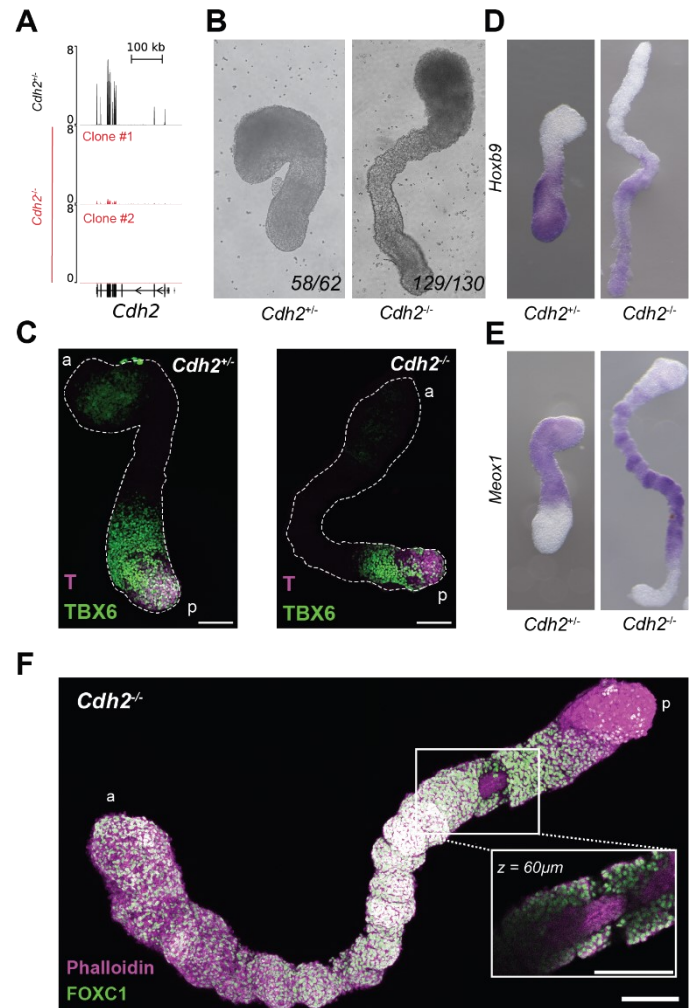 A
100 kb
8
Cdh2+/-
0
8
Clone #1
Cdh2-/-
0
8
Clone #2
0
Cdh2
B
58/62
129/130
Cdh2+/-
Cdh2-/-
D
Hoxb9
Cdh2+/-
Cdh2-/-
C
a
Cdh2+/-
T
TBX6
p
Cdh2-/-
a
T
TBX6
p
E
Meox1
Cdh2+/-
Cdh2-/-
F
Cdh2-/-
p
a
z = 60µm
Phalloidin
FOXC1